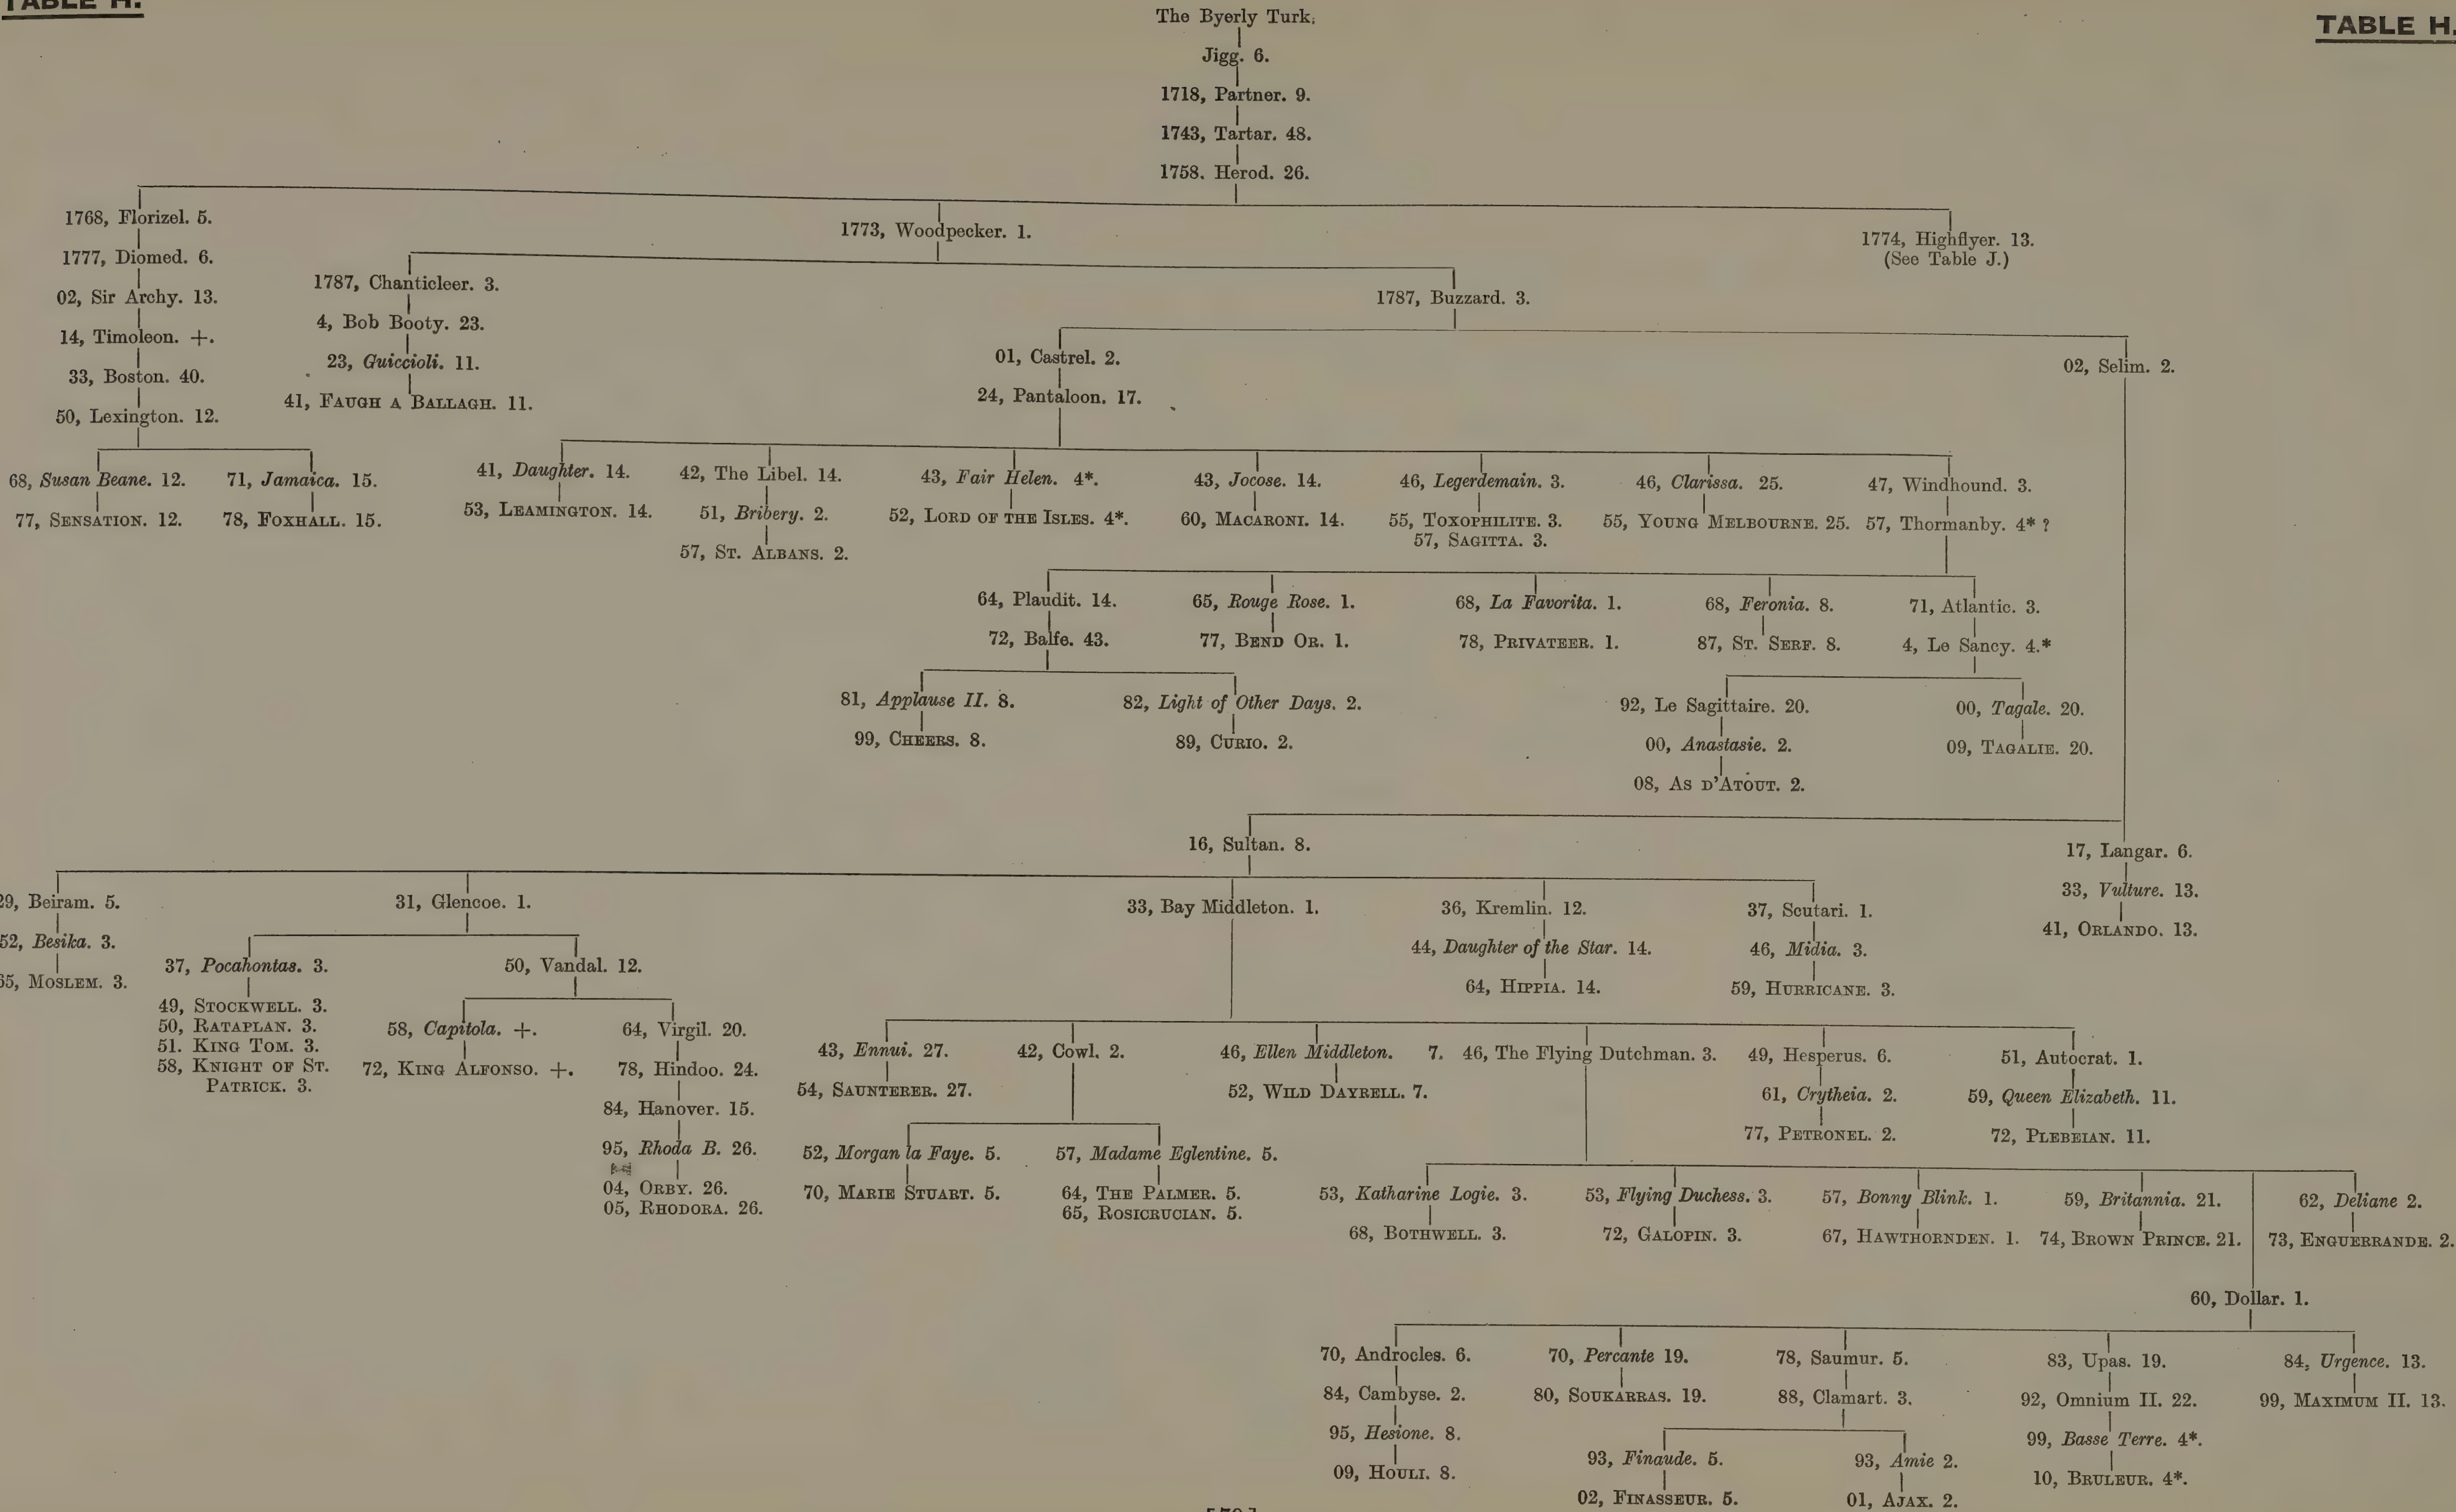 TABLE H.
TABLE H.
The Byerly Turk.
Jigg. 6.
1718, Partner. 9.
1743, Tartar. 48.
1758. Herod. 26.
1768, Florizel. 5.
1777, Diomed. 6.
02, Sir Archy. 13.
14, Timoleon. +.
33, Boston. 40.
50, Lexington. 12.
68, Susan Beane. 12.
77, SENSATION. 12.
71, Jamaica. 15.
78, FOXHALL. 15.
1773, Woodpecker. 1.
1774, Highflyer. 13.
(See Table J.)
1787, Chanticleer. 3.
4, Bob Booty. 23.
23, Guiccioli. 11.
41, FAUGH A BALLAGH. 11.
1787, Buzzard. 3.
01, Castrel. 2.
24, Pantaloon. 17.
02, Selim. 2.
41, Daughter. 14.
53, LEAMINGTON. 14.
42, The Libel. 14.
51, Bribery. 2.
57, ST. ALBANS. 2.
43, Fair Helen. 4*.
52, LORD OF THE ISLES. 4*.
43, Jocose. 14.
60, MACARONI. 14.
46, Legerdemain. 3.
55, TOXOPHILITE. 3.
57, SAGITTA. 3.
46, Clarissa. 25.
55, YOUNG MELBOURNE. 25.
47, Windhound. 3.
57, Thormanby. 4* ?
64, Plaudit. 14.
72, Balfe. 43.
65, Rouge Rose. 1.
77, BEND OR. 1.
68, La Favorita. 1.
78, PRIVATEER. 1.
68, Feronia. 8.
87, ST. SERF. 8.
71, Atlantic. 3.
4, Le Sancy. 4.*
81, Applause II. 8.
99, CHEERS. 8.
82, Light of Other Days. 2.
89, CURIO. 2.
92, Le Sagittaire. 20.
00, Anastasie. 2.
08, AS D'ATOUT. 2.
00, Tagale. 20.
09, TAGALIE. 20.
16, Sultan. 8.
17, Langar. 6.
33, Vulture. 13.
41, ORLANDO. 13.
29, Beiram. 5.
52, Besika. 3.
65, MOSLEM. 3.
31, Glencoe. 1.
37, Pocahontas. 3.
49, STOCKWELL. 3.
50, RATAPLAN. 3.
51. KING TOM. 3.
58, KNIGHT OF ST.
PATRICK. 3.
50, Vandal. 12.
58, Capitola. +.
72, KING ALFONSO. +.
64, Virgil. 20.
78, Hindoo. 24.
84, Hanover. 15.
95, Rhoda B. 26.
04, ORBY. 26.
05, RHODORA. 26.
33, Bay Middleton. 1.
36, Kremlin. 12.
44, Daughter of the Star. 14.
64, HIPPIA. 14.
37, Scutari. 1.
46, Midia. 3.
59, HURRICANE. 3.
43, Ennui. 27.
54, SAUNTERER. 27.
42, Cowl. 2.
52, Morgan la Faye. 5.
70, MARIE STUART. 5.
57, Madame Eglentine. 5.
64, THE PALMER. 5.
65, ROSICRUCIAN. 5.
46, Ellen Middleton. 7.
52, WILD DAYRELL. 7.
46, The Flying Dutchman. 3.
49, Hesperus. 6.
61, Crytheia. 2.
77, PETRONEL. 2.
51, Autocrat. 1.
59, Queen Elizabeth. 11.
72, PLEBEIAN. 11.
53, Katharine Logie. 3.
68, BOTHWELL. 3.
53, Flying Duchess. 3.
72, GALOPIN. 3.
57, Bonny Blink. 1.
67, HAWTHORNDEN. 1.
59, Britannia. 21.
74, BROWN PRINCE. 21.
62, Deliane 2.
73, ENGUERRANDE. 2.
60, Dollar. 1.
70, Androcles. 6.
84, Cambyse. 2.
95, Hesione. 8.
09, HOULI. 8.
70, Percante 19.
80, SOUKARRAS. 19.
78, Saumur. 5.
88, Clamart. 3.
93, Finaude. 5.
02, FINASSEUR. 5.
93, Amie 2.
01, AJAX. 2.
83, Upas. 19.
92, Omnium II. 22.
99, Basse Terre. 4*.
10, BRULEUR. 4*.
84, Urgence. 13.
99, MAXIMUM II. 13.